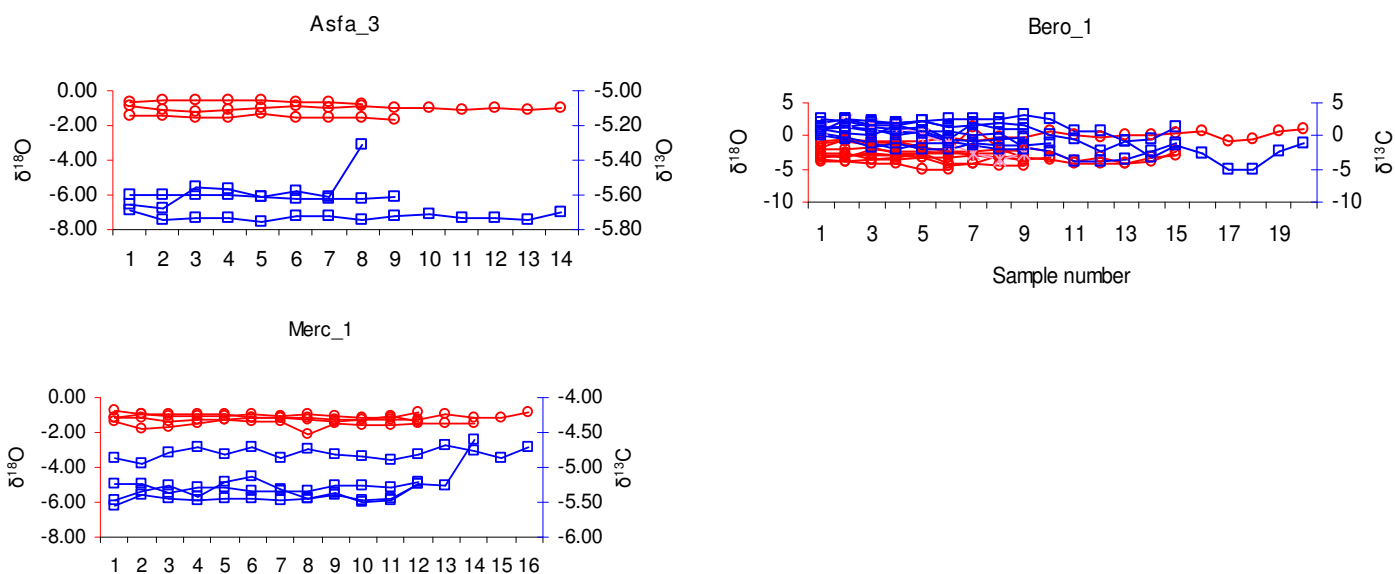 Asfa_3
0.00
-2.00
-4.00
-6.00
-8.00
δ¹⁸O
-5.00
-5.20
-5.40
-5.60
-5.80
δ¹³O
1 2 3 4 5 6 7 8 9 10 11 12 13 14
Bero_1
5
0
-5
-10
δ¹⁸O
5
0
-5
-10
δ¹³C
1 3 5 7 9 11 13 15 17 19
Sample number
Merc_1
0.00
-2.00
-4.00
-6.00
-8.00
δ¹⁸O
-4.00
-4.50
-5.00
-5.50
-6.00
δ¹³C
1 2 3 4 5 6 7 8 9 10 11 12 13 14 15 16